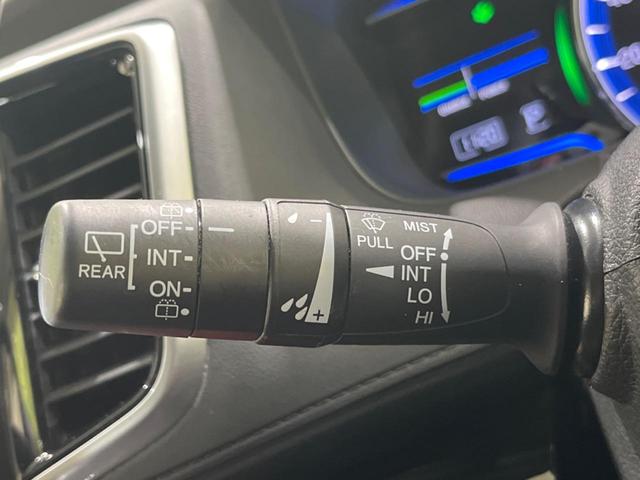 REAR
OFF
INT
ON
−
+
PULL
MIST
OFF
INT
LO
HI